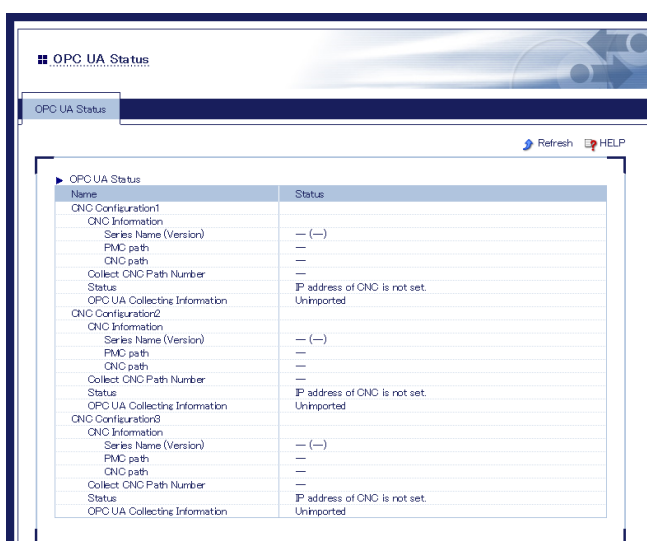 OPC UA Status
OPC UA Status
Refresh HELP
OPC UA Status
Name Status
CNC Configuration1
CNC Information
Series Name (Version) — (—)
PMC path —
CNC path —
Collect CNC Path Number —
Status IP address of CNC is not set.
OPC UA Collecting Information Unimported
CNC Configuration2
CNC Information
Series Name (Version) — (—)
PMC path —
CNC path —
Collect CNC Path Number —
Status IP address of CNC is not set.
OPC UA Collecting Information Unimported
CNC Configuration3
CNC Information
Series Name (Version) — (—)
PMC path —
CNC path —
Collect CNC Path Number —
Status IP address of CNC is not set.
OPC UA Collecting Information Unimported